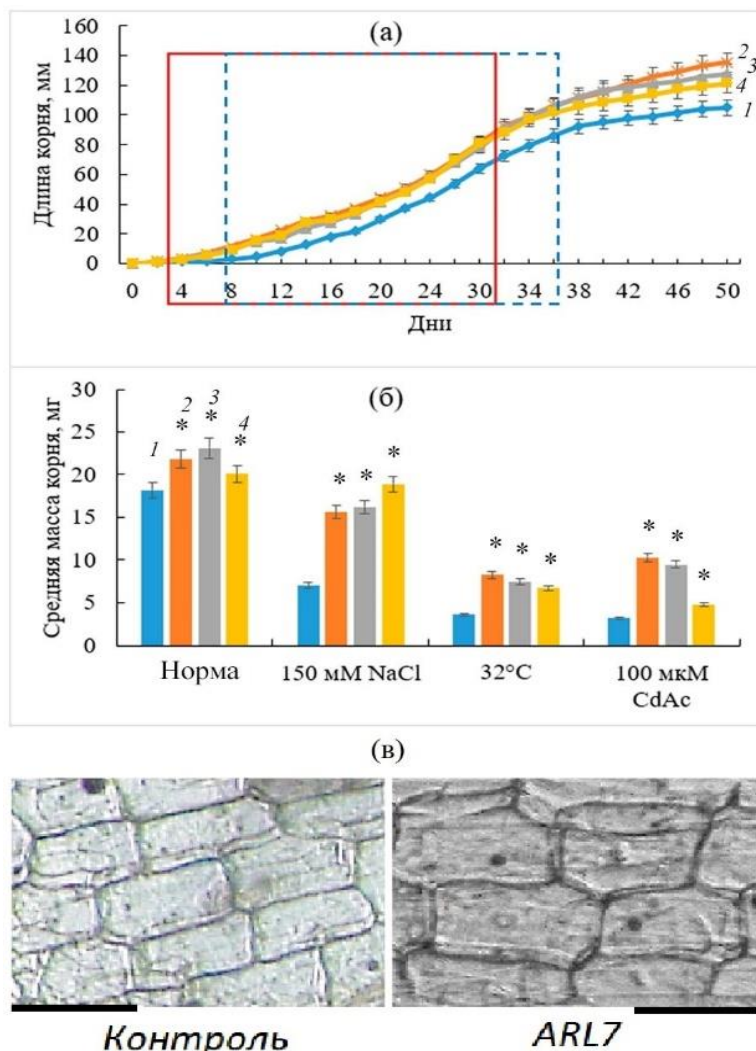 (а)
Длина корня, мм
160
140
120
100
80
60
40
20
0
2
3
4
1
0 4 8 12 16 20 24 30 34 38 42 46 50
Дни
(б)
Средняя масса корня, мг
30
25
20
15
10
5
0
1 2 3 4
* * *
* * *
* * *
* * *
Норма 150 мМ NaCl 32°C 100 мкМ
CdAc
(в)
Контроль ARL7